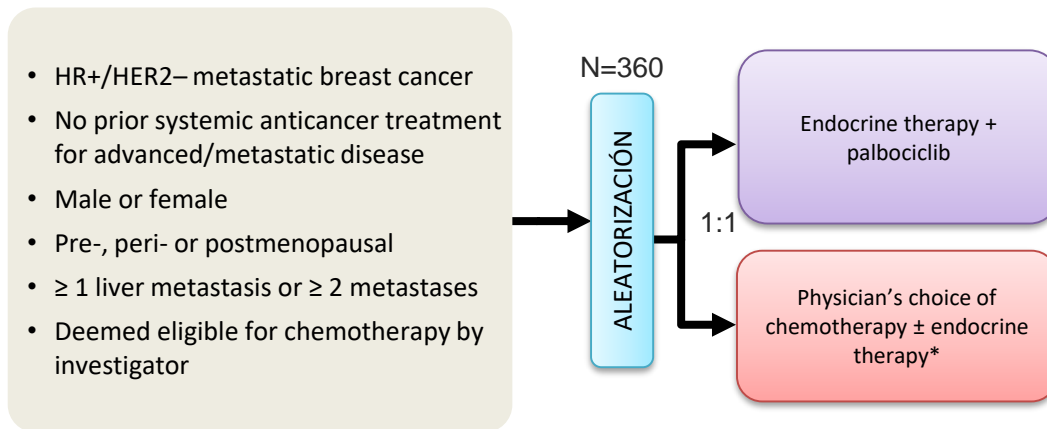 • HR+/HER2– metastatic breast cancer
• No prior systemic anticancer treatment
for advanced/metastatic disease
• Male or female
• Pre-, peri- or postmenopausal
• ≥ 1 liver metastasis or ≥ 2 metastases
• Deemed eligible for chemotherapy by
investigator
N=360
ALEATORIZACIÓN
1:1
Endocrine therapy +
palbociclib
Physician’s choice of
chemotherapy ± endocrine
therapy*